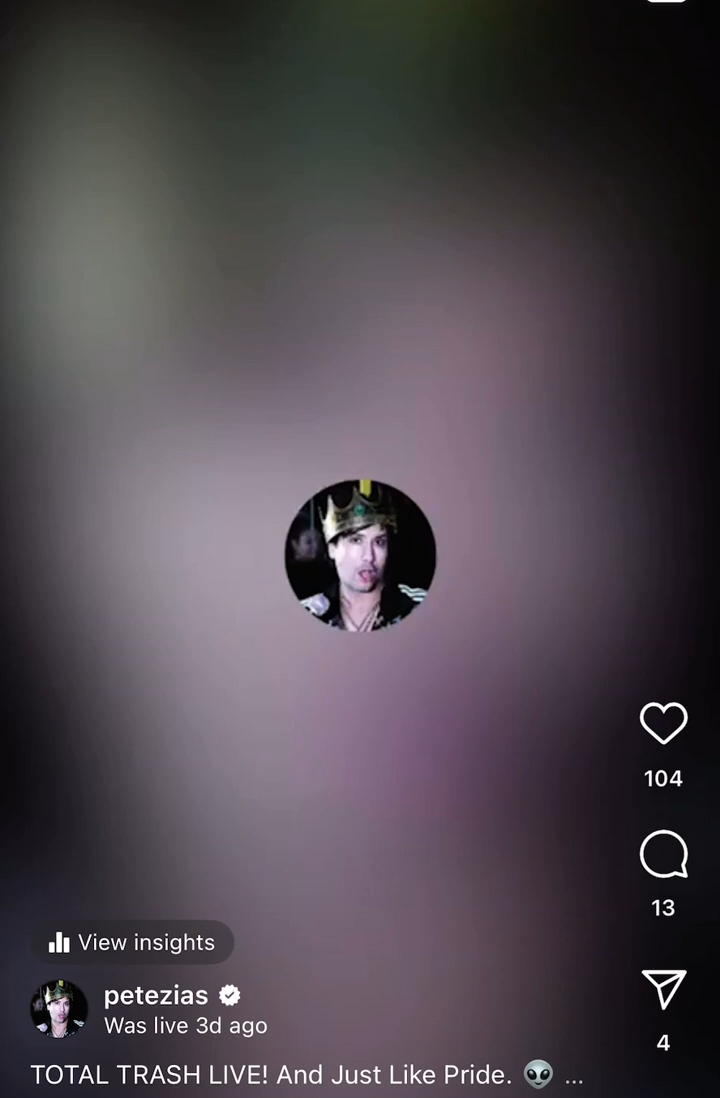 104
13
View insights
petezias
Was live 3d ago
4
TOTAL TRASH LIVE! And Just Like Pride. 👽 ...